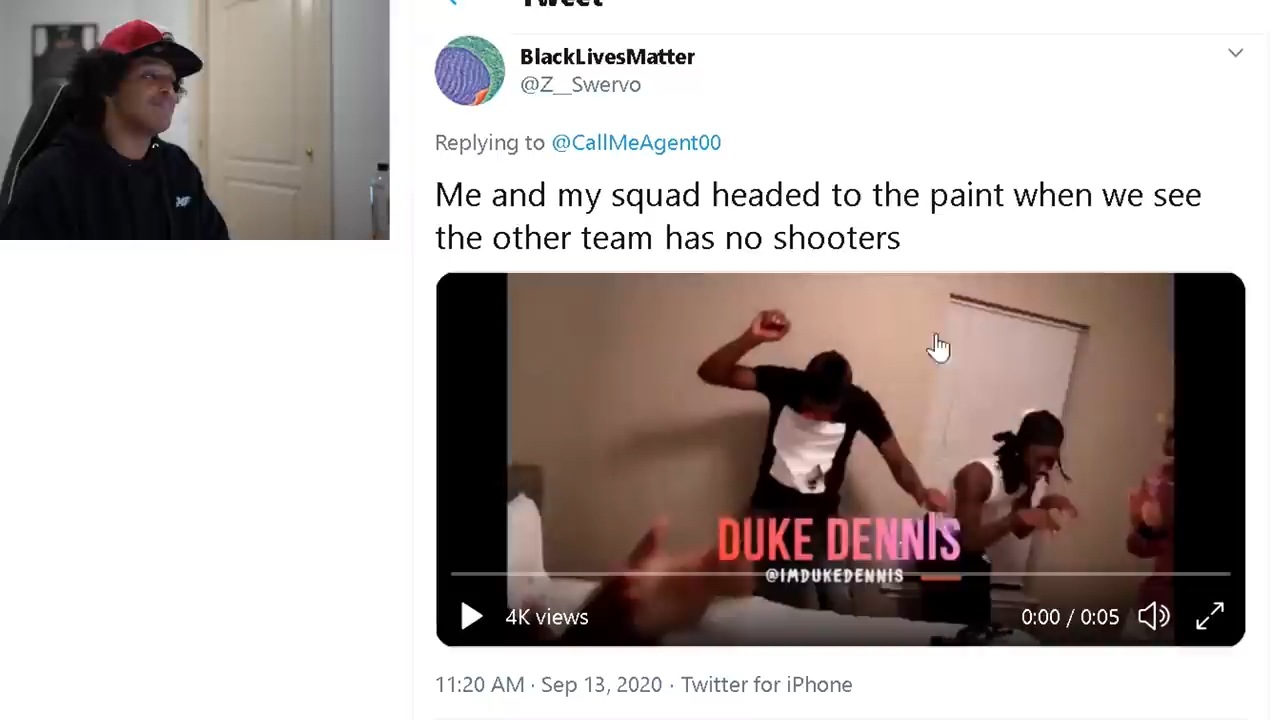 Tweet
BlackLivesMatter
@Z__Swervo
Replying to @CallMeAgent00
Me and my squad headed to the paint when we see
the other team has no shooters
DUKE DENNIS
@IMDUKEDENNIS
4K views
0:00 / 0:05
11:20 AM · Sep 13, 2020 · Twitter for iPhone